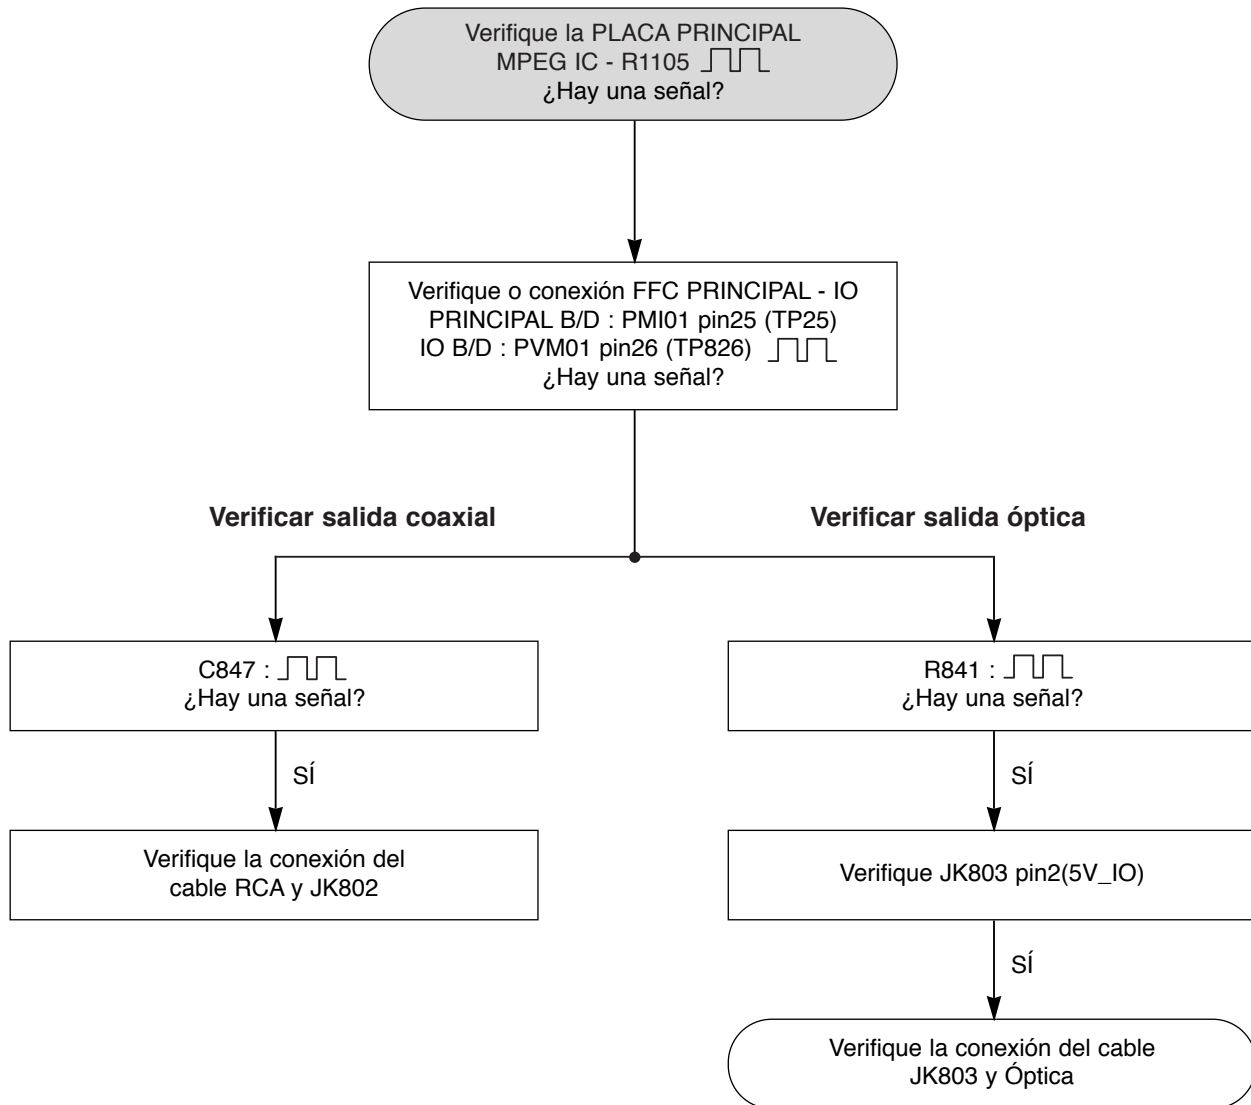 Verifique la PLACA PRINCIPAL
MPEG IC - R1105
¿Hay una señal?
Verifique o conexión FFC PRINCIPAL - IO
PRINCIPAL B/D : PMI01 pin25 (TP25)
IO B/D : PVM01 pin26 (TP826)
¿Hay una señal?
Verificar salida coaxial
Verificar salida óptica
C847 :
¿Hay una señal?
R841 :
¿Hay una señal?
SÍ
SÍ
Verifique la conexión del
cable RCA y JK802
Verifique JK803 pin2(5V_IO)
SÍ
Verifique la conexión del cable
JK803 y Óptica